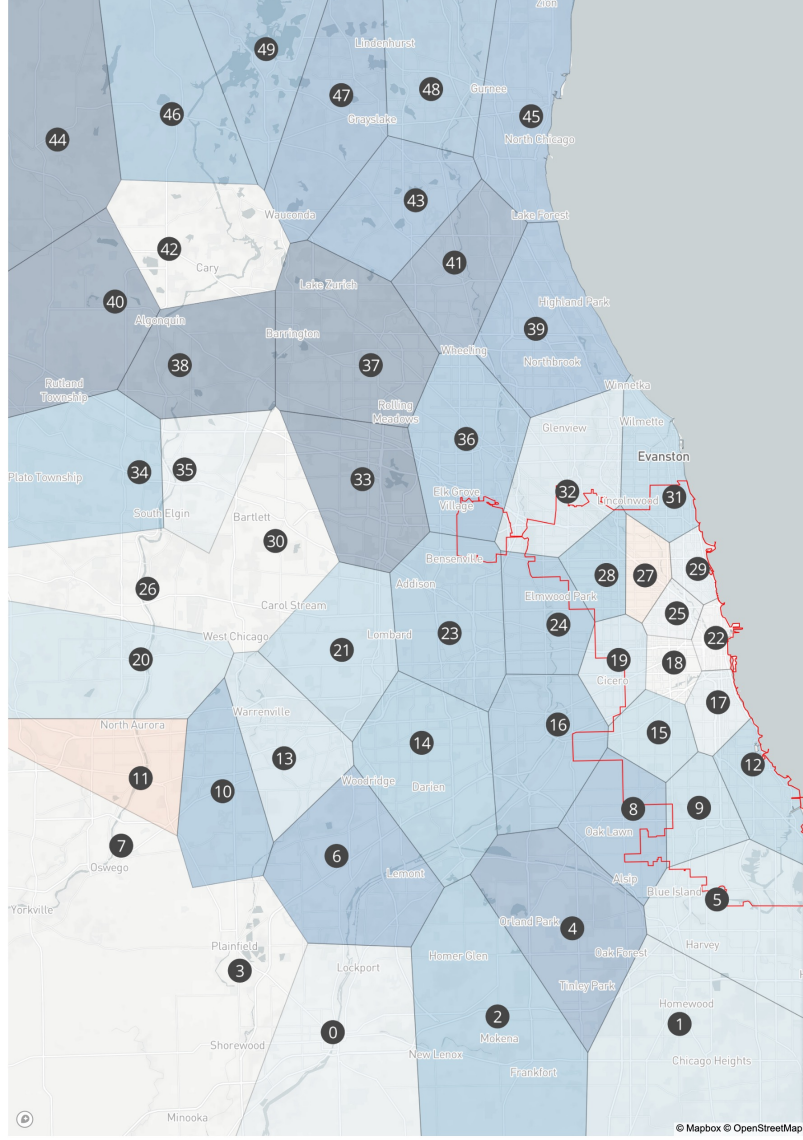 Zion
49
Lindenhurst
48
Gurnee
47
46
45
Grayslake
44
North Chicago
43
Wauconda
Lake Forest
42
41
Cary
Lake Zurich
40
Highland Park
Algonquin
39
Barrington
Wheeling
Northbrook
38
37
Rutland
Township
Winnetka
Rolling
Meadows
Wilmette
Glenview
36
Evanston
34
35
Plato Township
33
Elk Grove
Village
32
Lincolnwood
31
South Elgin
Bartlett
30
Bensenville
29
28
27
Addison
26
Elmwood Park
Carol Stream
25
24
23
Lombard
West Chicago
22
21
20
19
18
Cicero
17
Warrenville
North Aurora
16
15
14
13
12
11
Woodridge
Darien
10
9
8
Oak Lawn
7
6
Oswego
Lemont
Alsip
Blue Island
5
Yorkville
Orland Park
4
Plainfield
Harvey
Homer Glen
Oak Forest
3
Lockport
Tinley Park
Homewood
2
1
0
Mokena
Shorewood
New Lenox
Chicago Heights
Frankfort
Minooka
© Mapbox © OpenStreetMap